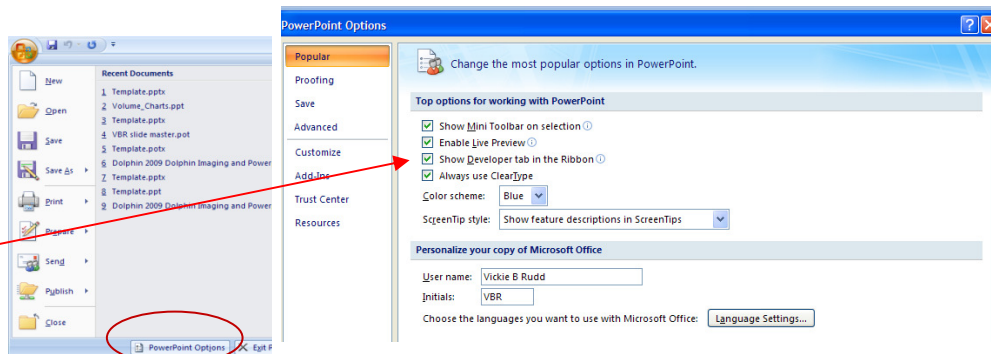 New
Open
Save
Save As
Print
Prepare
Send
Publish
Close
Recent Documents
1 Template.pptx
2 Volume_Charts.ppt
3 Template.pptx
4 VBR slide master.pot
5 Template.potx
6 Dolphin 2009 Dolphin Imaging and Power
7 Template.pptx
8 Template.ppt
9 Dolphin 2009 Dolphin Imaging and Power
PowerPoint Options
Exit P
PowerPoint Options
Popular
Proofing
Save
Advanced
Customize
Add-Ins
Trust Center
Resources
Change the most popular options in PowerPoint.
Top options for working with PowerPoint
Show Mini Toolbar on selection
Enable Live Preview
Show Developer tab in the Ribbon
Always use ClearType
Color scheme: Blue
ScreenTip style: Show feature descriptions in ScreenTips
Personalize your copy of Microsoft Office
User name: Vickie B Rudd
Initials: VBR
Choose the languages you want to use with Microsoft Office: Language Settings...